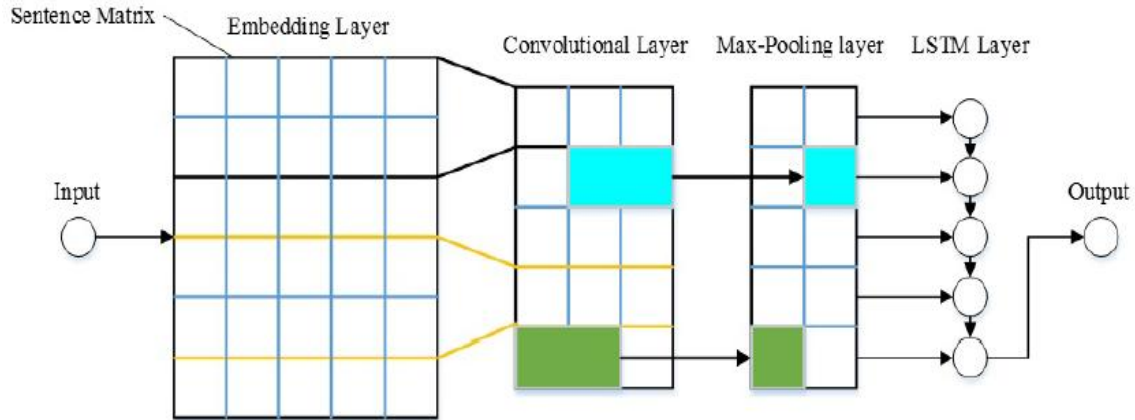 Sentence Matrix
Embedding Layer
Convolutional Layer
Max-Pooling layer
LSTM Layer
Input
Output